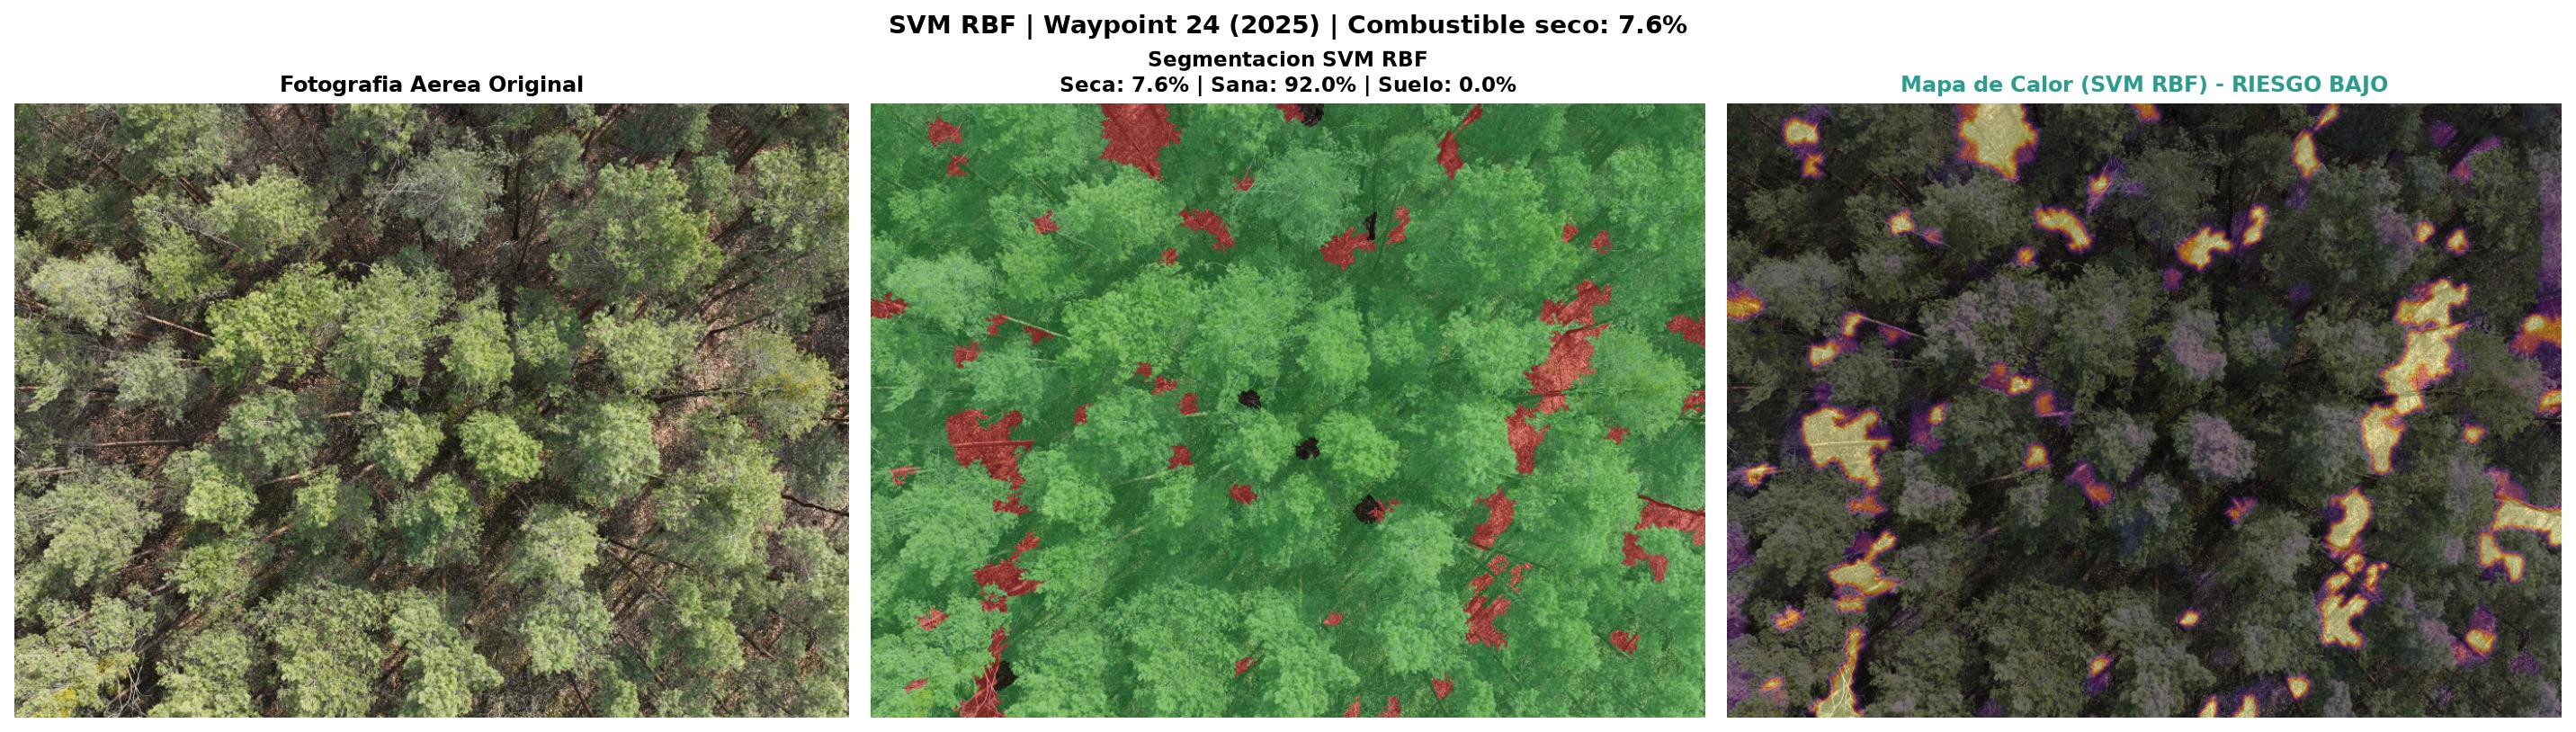 SVM RBF | Waypoint 24 (2025) | Combustible seco: 7.6%
Fotografia Aerea Original
Segmentacion SVM RBF
Seca: 7.6% | Sana: 92.0% | Suelo: 0.0%
Mapa de Calor (SVM RBF) - RIESGO BAJO